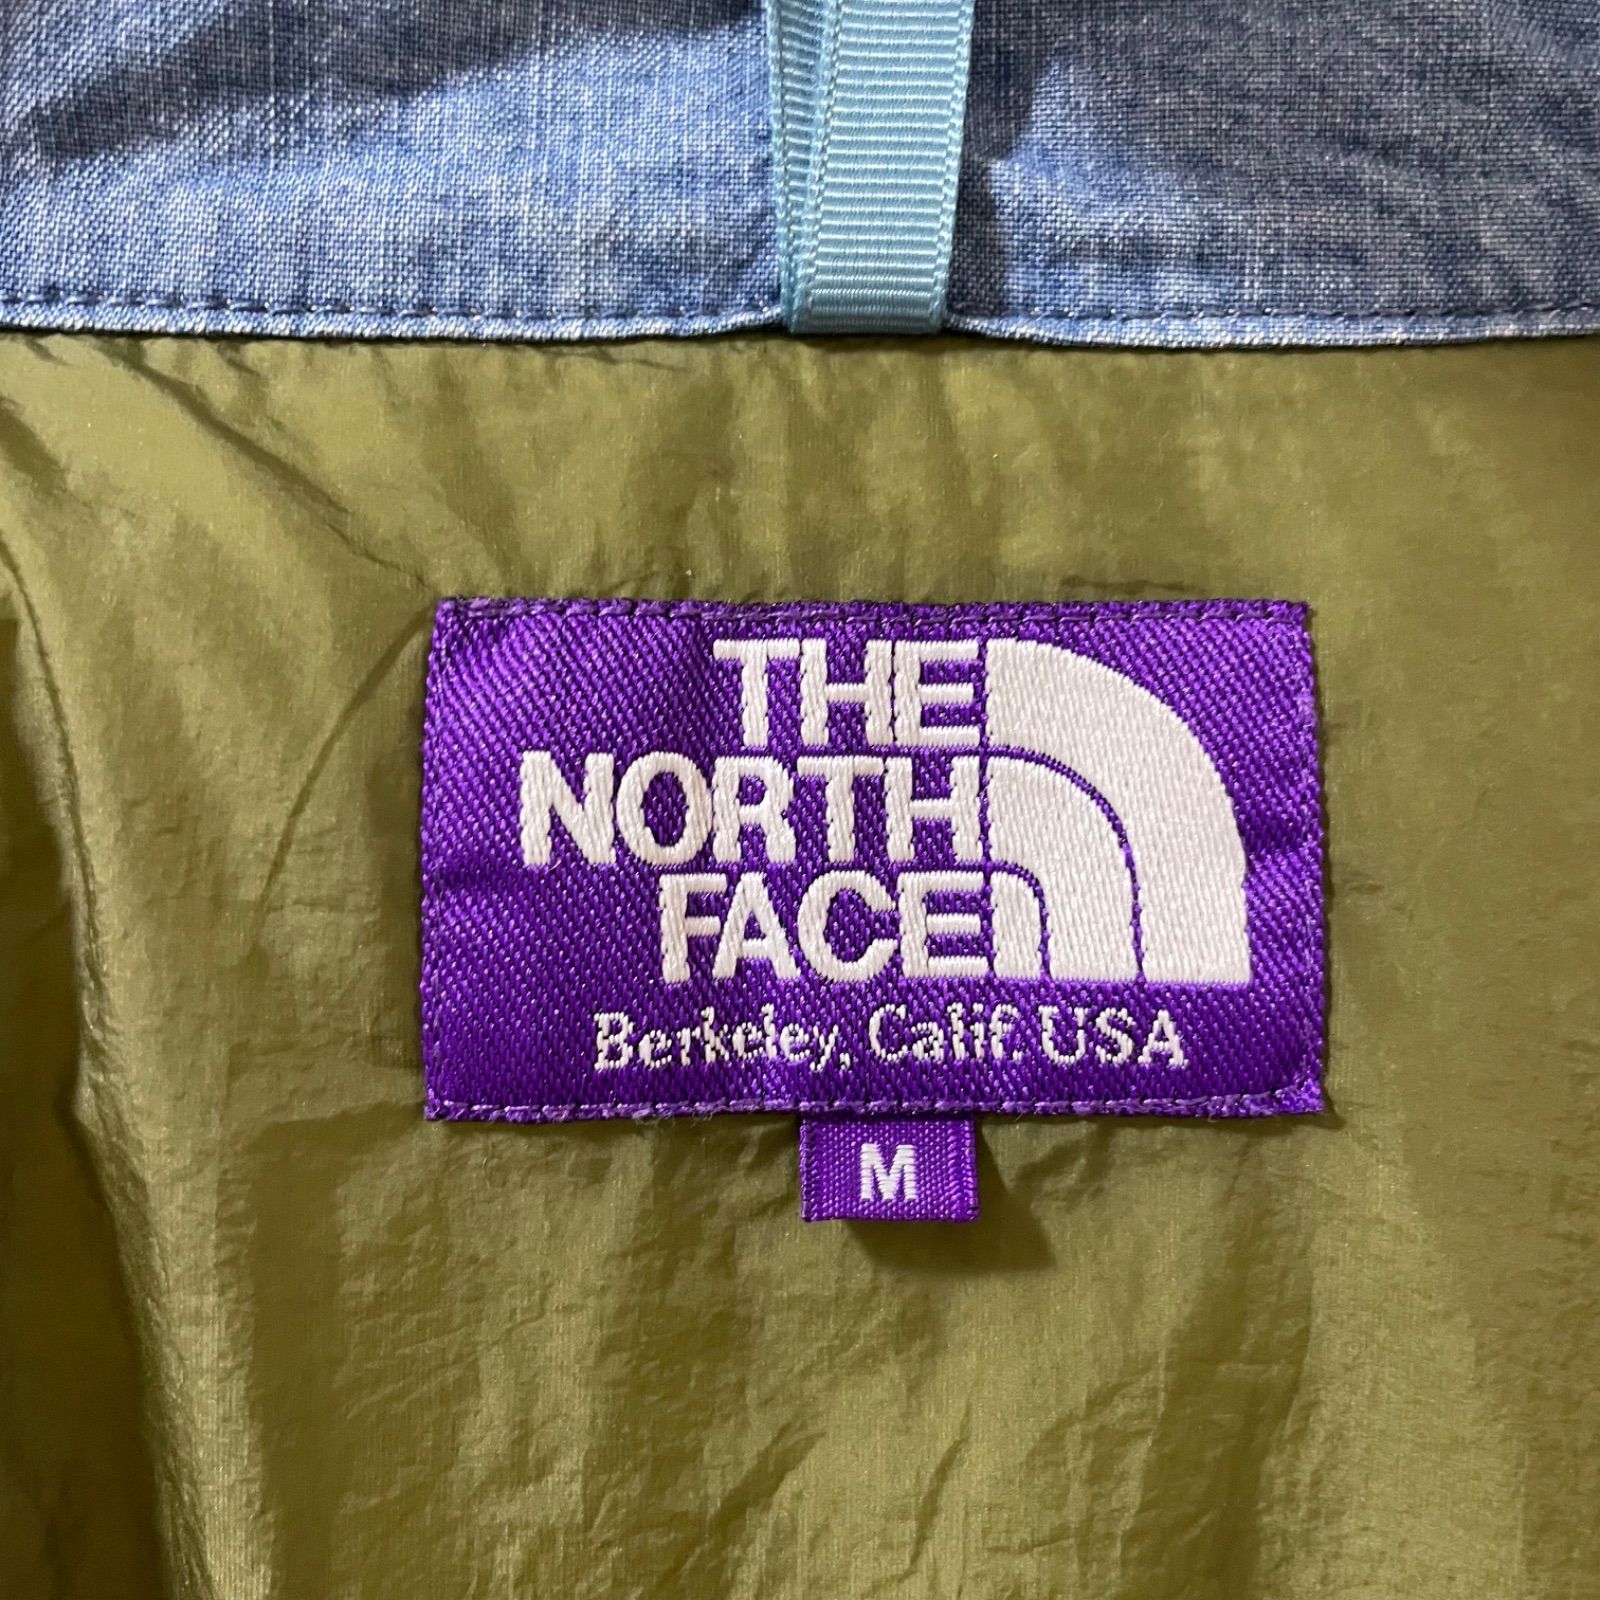 THE
NORTH
FACE
Berkeley, Calif. USA
M